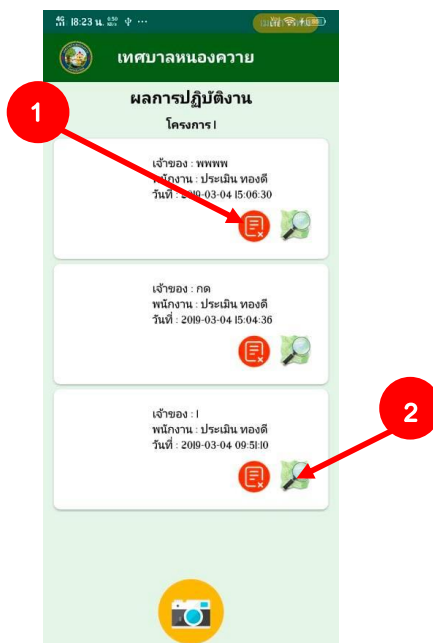 18:23 น.
เทศบาลหนองควาย
ผลการปฏิบัติงาน
โครงการ 1
1
เจ้าของ : พพพพ
พนักงาน : ประเมิน ทองดี
วันที่ : 2019-03-04 15:06:30
เจ้าของ : กด
พนักงาน : ประเมิน ทองดี
วันที่ : 2019-03-04 15:04:36
เจ้าของ : 1
พนักงาน : ประเมิน ทองดี
วันที่ : 2019-03-04 09:51:10
2